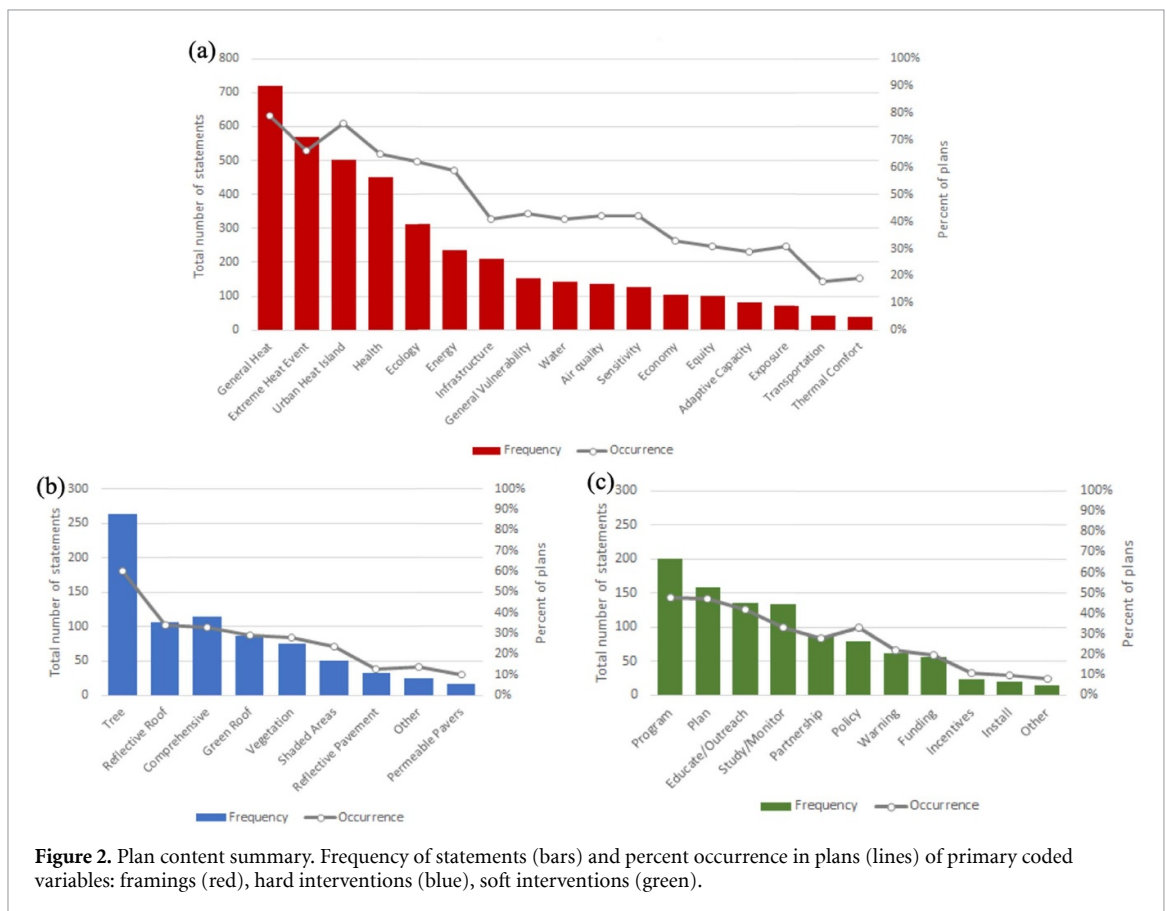 (a)
800
700
600
500
400
300
200
100
0
Total number of statements
100%
90%
80%
70%
60%
50%
40%
30%
20%
10%
0%
Percent of plans
General Heat
Extreme Heat Event
Urban Heat Island
Health
Ecology
Energy
Infrastructure
General Vulnerability
Water
Air quality
Sensitivity
Economy
Equity
Adaptive Capacity
Exposure
Transportation
Thermal Comfort
Frequency
Occurrence
(b)
300
250
200
150
100
50
0
Total number of statements
100%
90%
80%
70%
60%
50%
40%
30%
20%
10%
0%
Percent of plans
Tree
Reflective Roof
Comprehensive
Green Roof
Vegetation
Shaded Areas
Reflective Pavement
Other
Permeable Pavers
Frequency
Occurrence
(c)
300
250
200
150
100
50
0
Total number of statements
100%
90%
80%
70%
60%
50%
40%
30%
20%
10%
0%
Percent of plans
Program
Plan
Educate/Outreach
Study/Monitor
Partnership
Policy
Warning
Funding
Incentives
Install
Other
Frequency
Occurrence
Figure 2. Plan content summary. Frequency of statements (bars) and percent occurrence in plans (lines) of primary coded
variables: framings (red), hard interventions (blue), soft interventions (green).